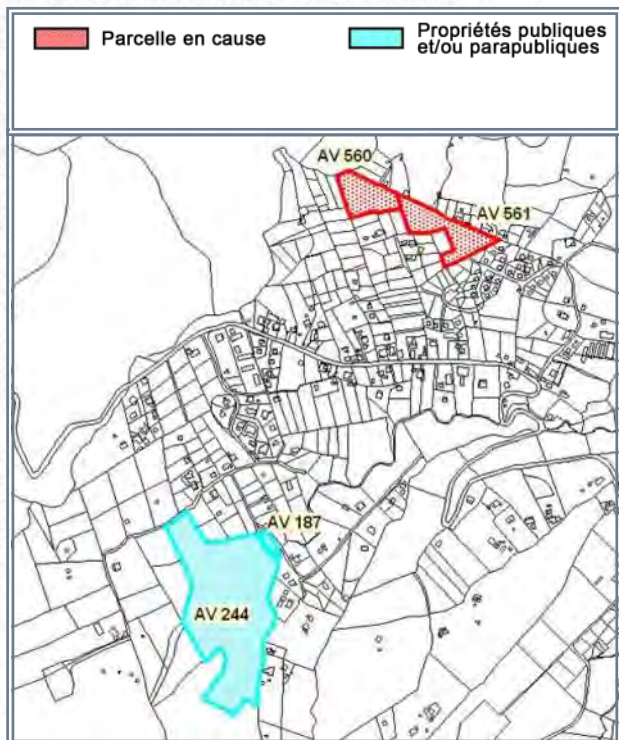 Parcelle en cause
Propriétés publiques
et/ou parapubliques
AV 560
AV 561
AV 187
AV 244